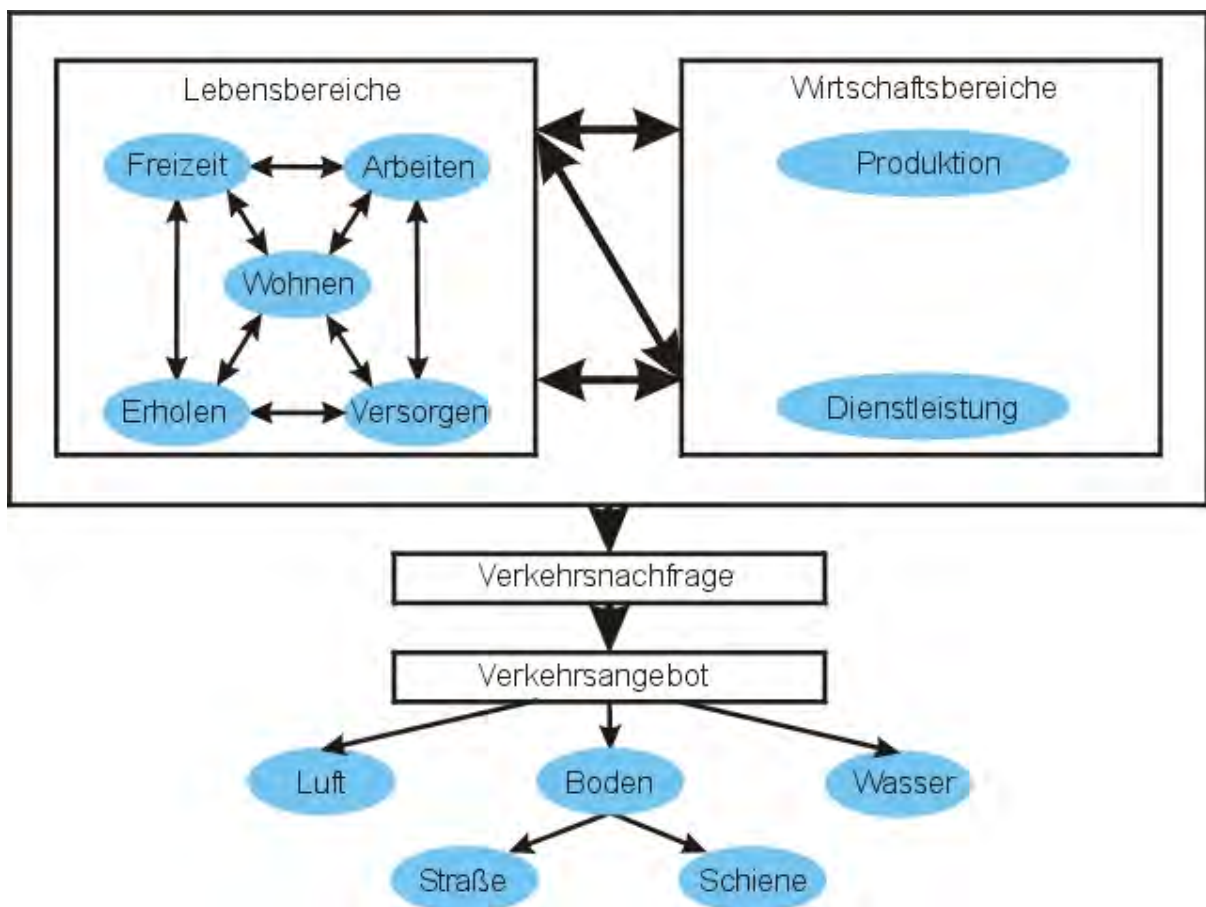 Lebensbereiche
Freizeit
Arbeiten
Wohnen
Erholen
Versorgen
Wirtschaftsbereiche
Produktion
Dienstleistung
Verkehrsnachfrage
Verkehrsangebot
Luft
Boden
Wasser
Straße
Schiene